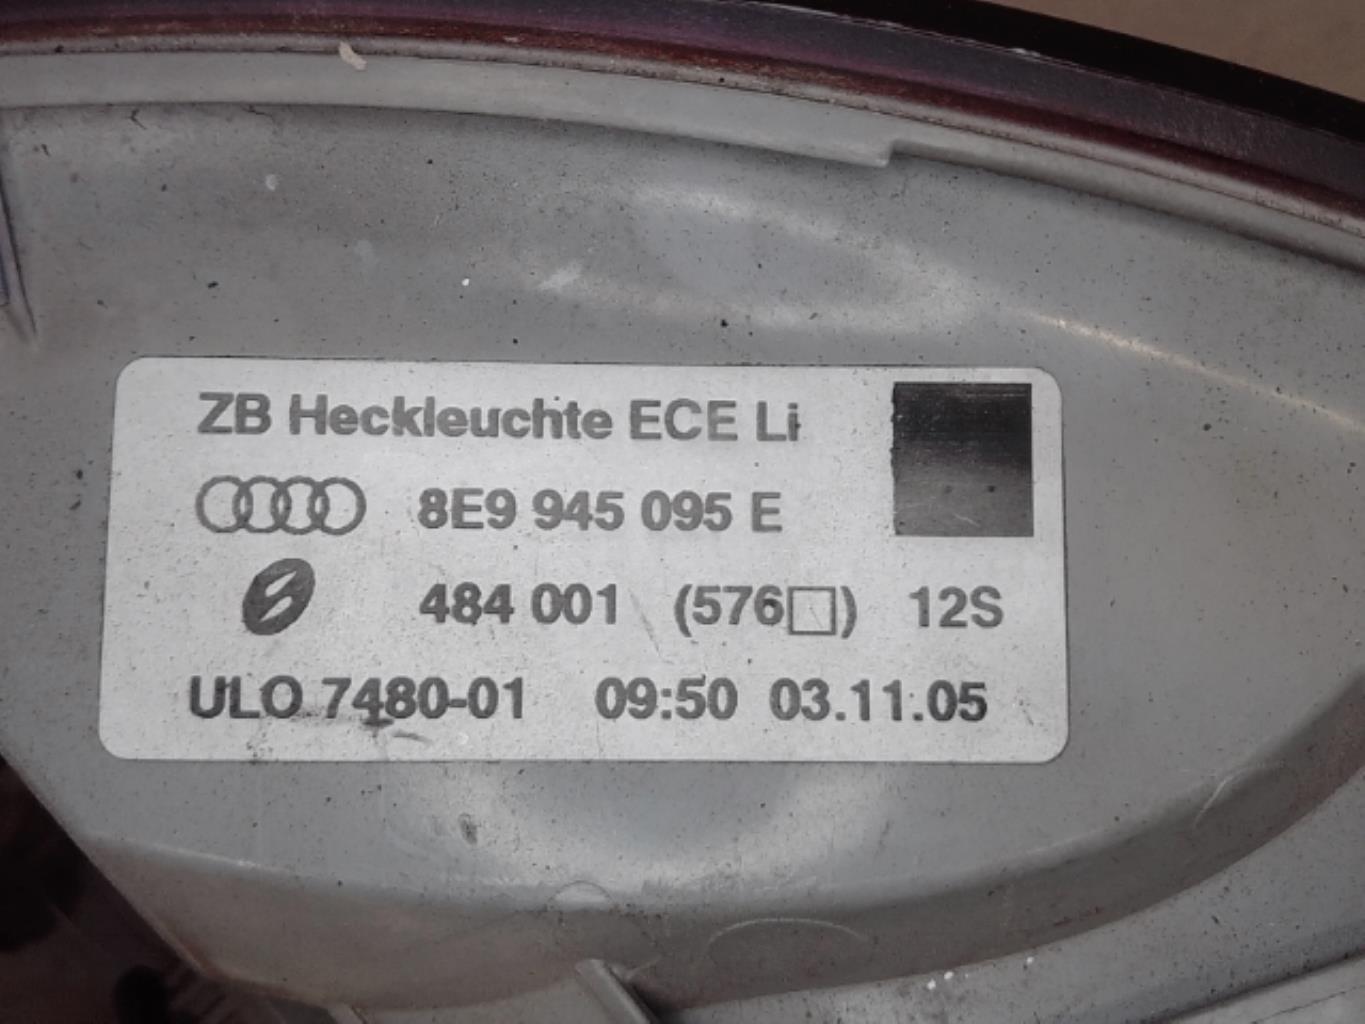 ZB Heckleuchte ECE Li
8E9 945 095 E
484 001 (576□) 12S
ULO 7480-01 09:50 03.11.05